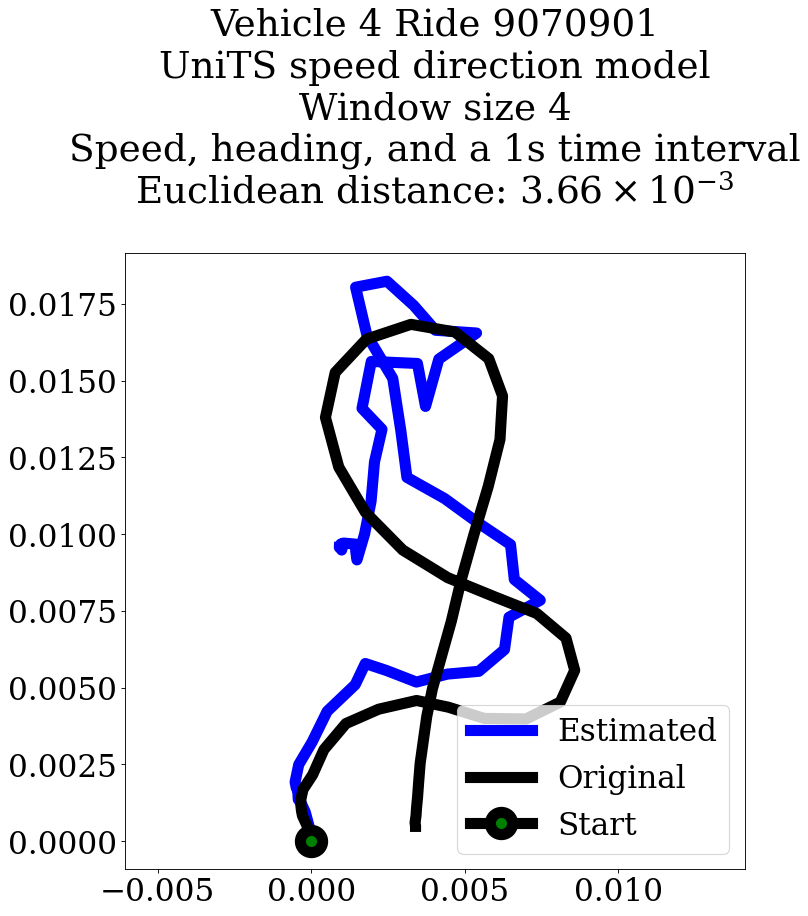 Vehicle 4 Ride 9070901
UniTS speed direction model
Window size 4
Speed, heading, and a 1s time interval
Euclidean distance: 3.66 × 10⁻³
0.0175
0.0150
0.0125
0.0100
0.0075
0.0050
0.0025
0.0000
Estimated
Original
Start
−0.005 0.000 0.005 0.010